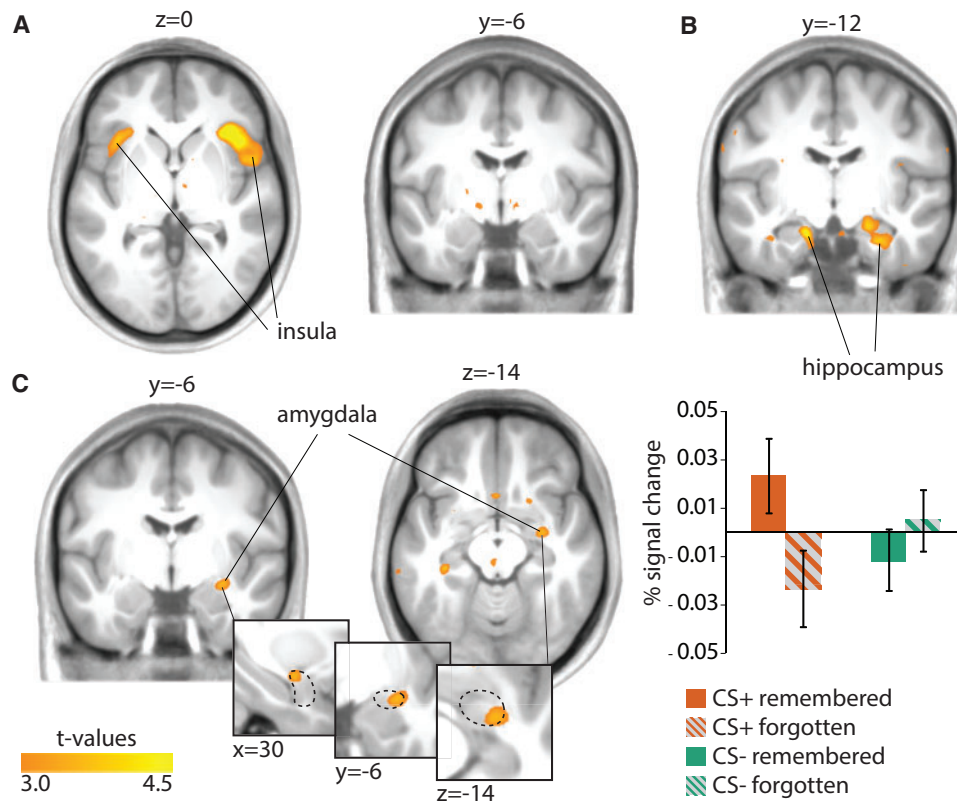 A
z=0
y=-6
B
y=-12
insula
hippocampus
C
y=-6
z=-14
amygdala
x=30
y=-6
z=-14
t-values
3.0 4.5
% signal change
0.05
0.03
0.01
-0.01
-0.03
-0.05
CS+ remembered
CS+ forgotten
CS- remembered
CS- forgotten